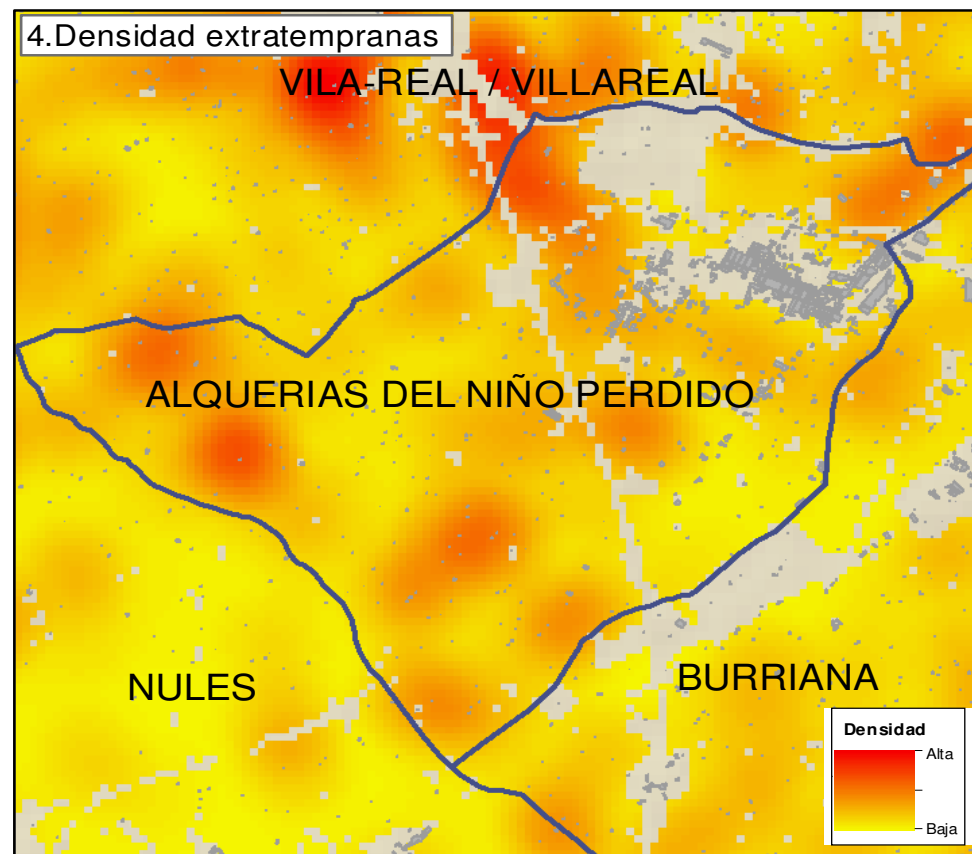 4.Densidad extratempranas
VILA-REAL / VILLAREAL
ALQUERIAS DEL NIÑO PERDIDO
NULES
BURRIANA
Densidad
Alta
Baja